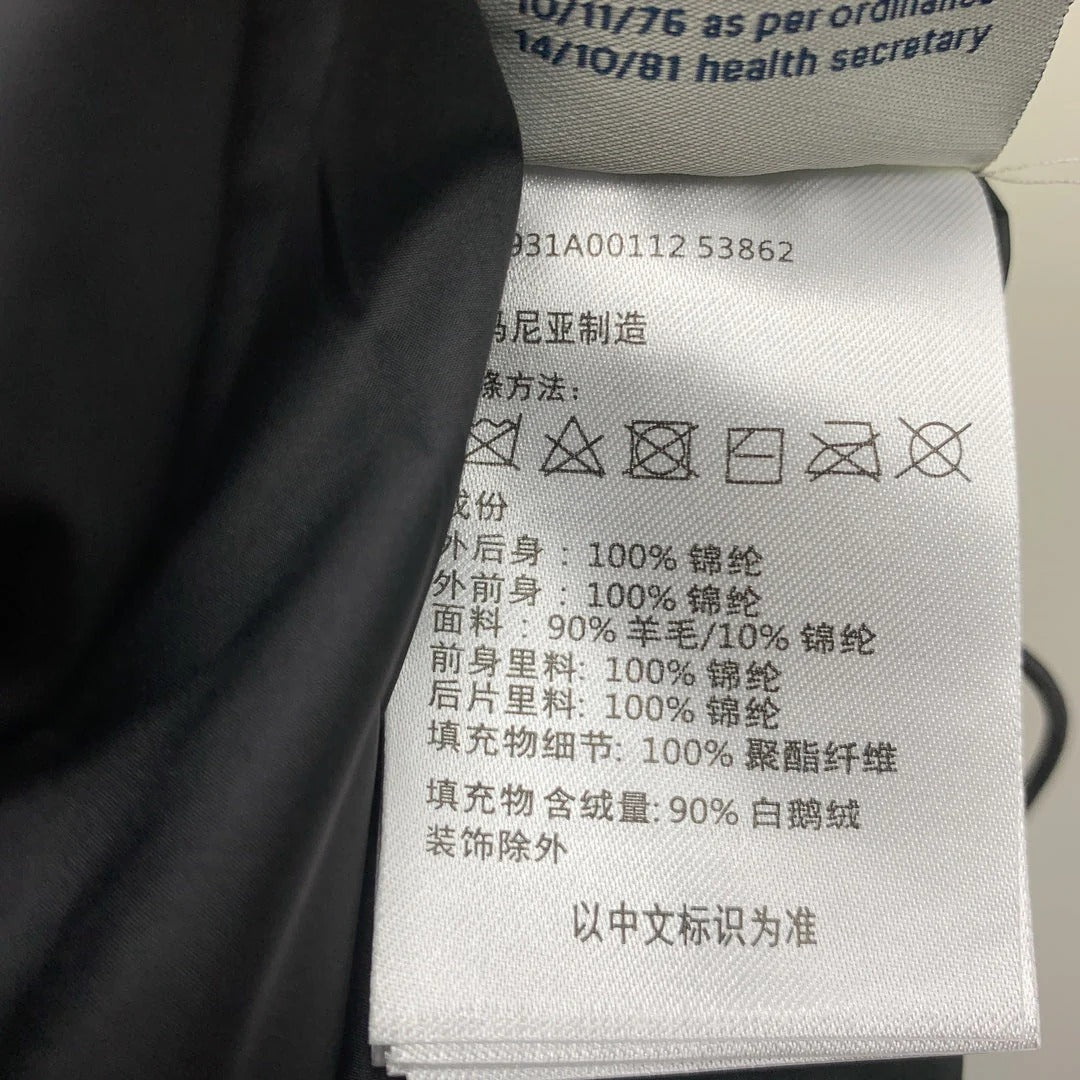 10/11/76 as per ordinance
14/10/81 health secretary
931A00112 53862
玛尼亚制造
涤方法:
成份
外后身 : 100% 锦纶
外前身 : 100% 锦纶
面料 : 90% 羊毛/10% 锦纶
前身里料: 100% 锦纶
后片里料: 100% 锦纶
填充物细节: 100% 聚酯纤维
填充物 含绒量: 90% 白鹅绒
装饰除外
以中文标识为准